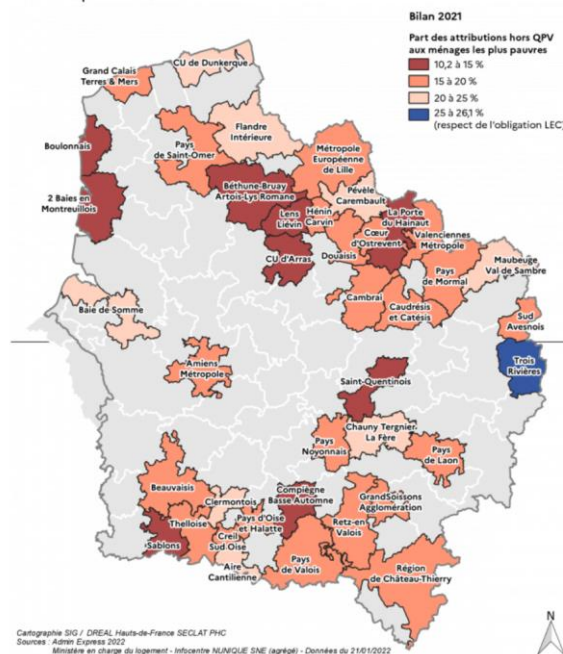 Bilan 2021
Part des attributions hors QPV
aux ménages les plus pauvres
10,2 à 15 %
15 à 20 %
20 à 25 %
25 à 26,1 %
(respect de l'obligation LEC)
CU de Dunkerque
Grand Calais
Terres & Mers
Flandre
Intérieure
Pays
de Saint-Omer
Métropole
Européenne
de Lille
Boulonnais
2 Baies en
Montreuillois
Béthune-Bruay
Artois-Lys Romane
Pévèle
Carembault
Lens
Liévin
Hénin
Carvin
La Porte
du Hainaut
Cœur
d'Ostrevent
Valenciennes
Métropole
Douaisis
CU d'Arras
Maubeuge
Val de Sambre
Pays
de Mormal
Cambrai
Caudrésis
et Catésis
Baie de Somme
Sud
Avesnois
Trois
Rivières
Amiens
Métropole
Saint-Quentinois
Chauny Tergnier
La Fère
Pays
Noyonnais
Pays
de Laon
Beauvaisis
Clermontois
Compiègne
Basse Automne
GrandSoissons
Agglomération
Thelloise
Pays d'Oise
et Halatte
Retz-en
Valois
Sablons
Creil
Sud Oise
Aire
Cantilienne
Pays
de Valois
Région
de Château-Thierry
N
Cartographie SIG / DREAL Hauts-de-France SECLAT PHC
Sources : Admin Express 2022
Ministère en charge du logement - Infocentre NUNIQUE SNE (agrégé) - Données du 21/01/2022